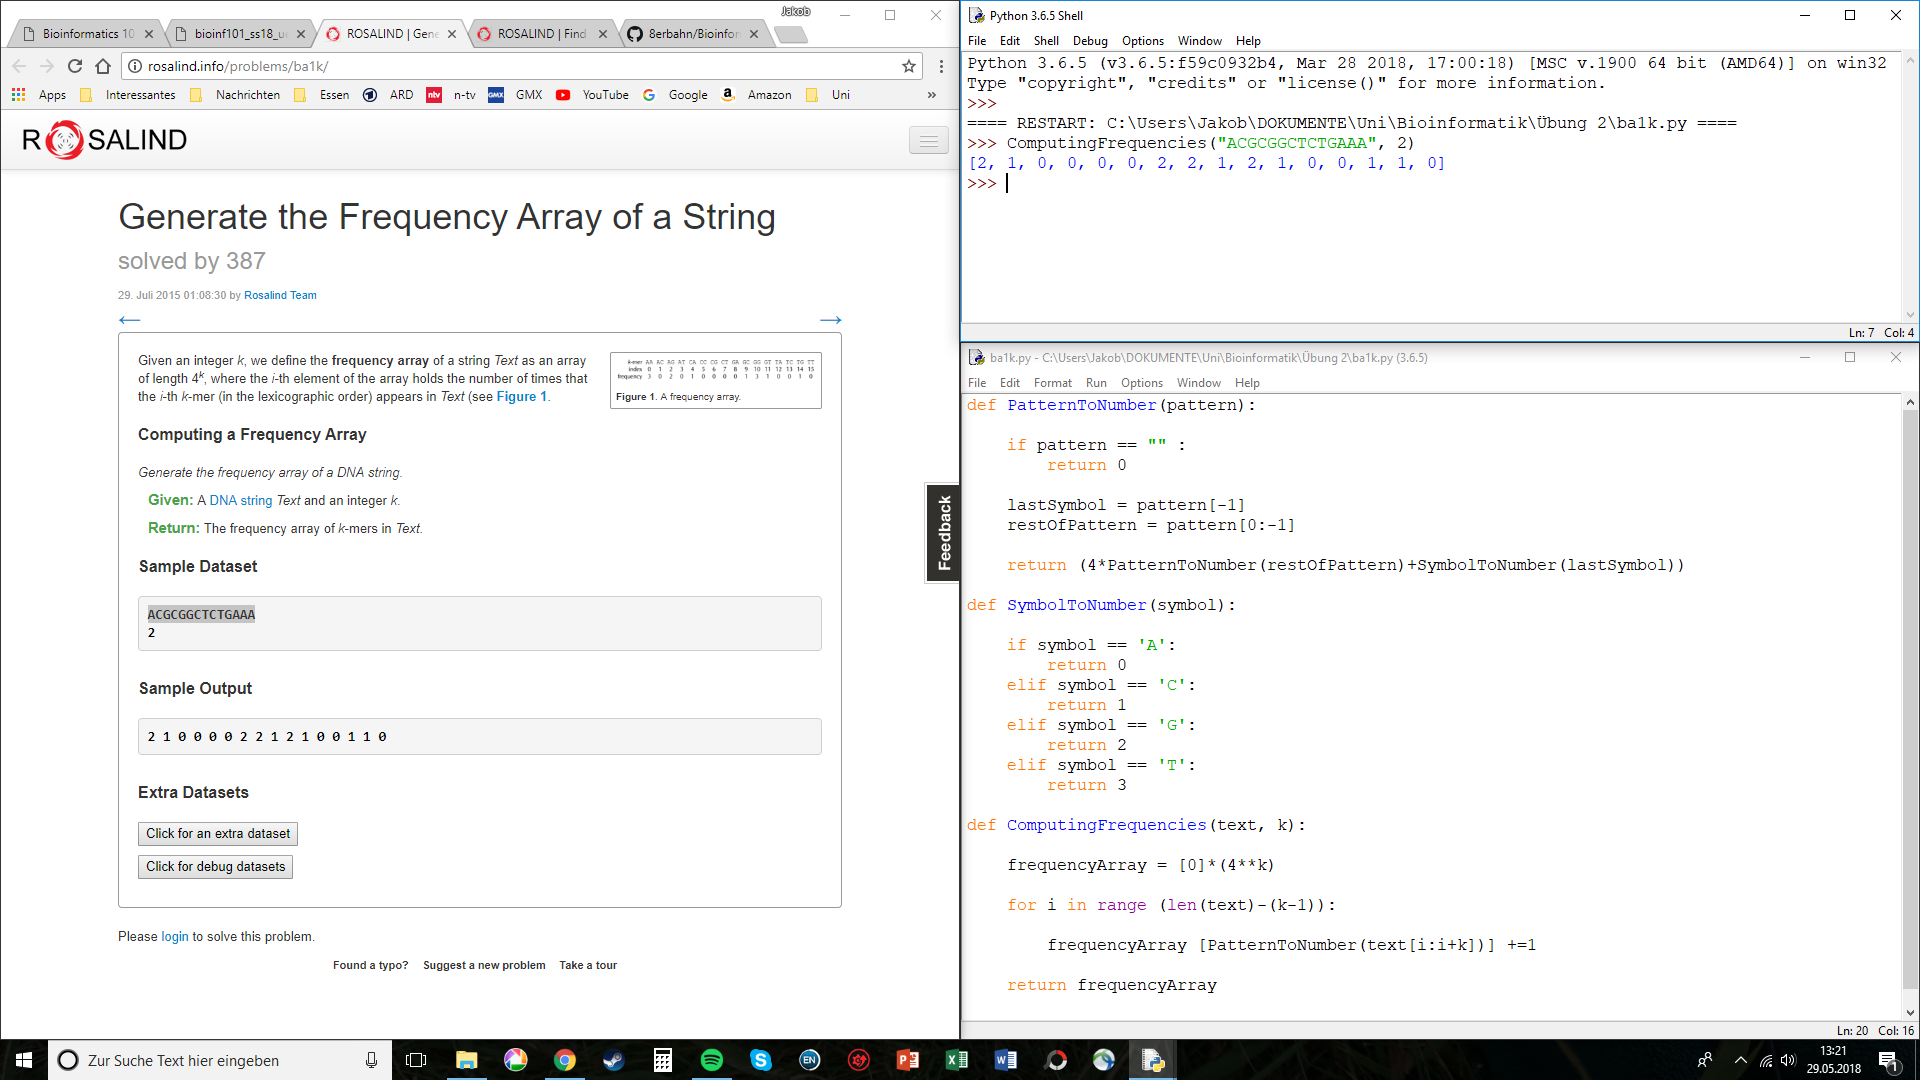 Jakob
Bioinformatics 10
bioinf101_ss18_ue
ROSALIND | Gene
ROSALIND | Find
8erbahn/Bioinfor
rosalind.info/problems/ba1k/
Apps Interessantes Nachrichten Essen ARD n-tv GMX YouTube Google Amazon Uni »
ROSALIND
Generate the Frequency Array of a String
solved by 387
29. Juli 2015 01:08:30 by Rosalind Team
← →
Given an integer k, we define the frequency array of a string Text as an array
of length 4^k, where the i-th element of the array holds the number of times that
the i-th k-mer (in the lexicographic order) appears in Text (see Figure 1.
k-mer AA AC AG AT CA CC CG CT GA GC GG GT TA TC TG TT
index 0 1 2 3 4 5 6 7 8 9 10 11 12 13 14 15
frequency 3 0 2 0 1 0 0 0 0 1 3 1 0 0 1 0
Figure 1. A frequency array.
Computing a Frequency Array
Generate the frequency array of a DNA string.
Given: A DNA string Text and an integer k.
Return: The frequency array of k-mers in Text.
Sample Dataset
ACGCGGCTCTGAAA
2
Sample Output
2 1 0 0 0 0 2 2 1 2 1 0 0 1 1 0
Extra Datasets
Click for an extra dataset
Click for debug datasets
Please login to solve this problem.
Found a typo? Suggest a new problem Take a tour
Feedback
Python 3.6.5 Shell
File Edit Shell Debug Options Window Help
Python 3.6.5 (v3.6.5:f59c0932b4, Mar 28 2018, 17:00:18) [MSC v.1900 64 bit (AMD64)] on win32
Type "copyright", "credits" or "license()" for more information.
>>>
==== RESTART: C:\Users\Jakob\DOKUMENTE\Uni\Bioinformatik\Übung 2\ba1k.py ====
>>> ComputingFrequencies("ACGCGGCTCTGAAA", 2)
[2, 1, 0, 0, 0, 0, 2, 2, 1, 2, 1, 0, 0, 1, 1, 0]
>>>
Ln: 7 Col: 4
ba1k.py - C:\Users\Jakob\DOKUMENTE\Uni\Bioinformatik\Übung 2\ba1k.py (3.6.5)
File Edit Format Run Options Window Help
def PatternToNumber(pattern):
if pattern == "" :
return 0
lastSymbol = pattern[-1]
restOfPattern = pattern[0:-1]
return (4*PatternToNumber(restOfPattern)+SymbolToNumber(lastSymbol))
def SymbolToNumber(symbol):
if symbol == 'A':
return 0
elif symbol == 'C':
return 1
elif symbol == 'G':
return 2
elif symbol == 'T':
return 3
def ComputingFrequencies(text, k):
frequencyArray = [0]*(4**k)
for i in range (len(text)-(k-1)):
frequencyArray [PatternToNumber(text[i:i+k])] +=1
return frequencyArray
Ln: 20 Col: 16
Zur Suche Text hier eingeben
EN
13:21
29.05.2018
1